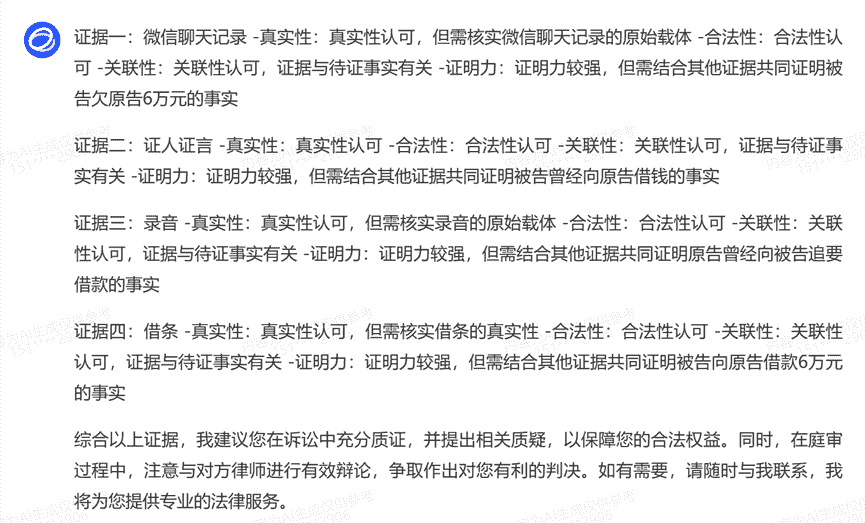 证据一：微信聊天记录 -真实性：真实性认可，但需核实微信聊天记录的原始载体 -合法性：合法性认
可 -关联性：关联性认可，证据与待证事实有关 -证明力：证明力较强，但需结合其他证据共同证明被
告欠原告6万元的事实
证据二：证人证言 -真实性：真实性认可 -合法性：合法性认可 -关联性：关联性认可，证据与待证事
实有关 -证明力：证明力较强，但需结合其他证据共同证明被告曾经向原告借钱的事实
证据三：录音 -真实性：真实性认可，但需核实录音的原始载体 -合法性：合法性认可 -关联性：关联
性认可，证据与待证事实有关 -证明力：证明力较强，但需结合其他证据共同证明原告曾经向被告追要
借款的事实
证据四：借条 -真实性：真实性认可，但需核实借条的真实性 -合法性：合法性认可 -关联性：关联性
认可，证据与待证事实有关 -证明力：证明力较强，但需结合其他证据共同证明被告向原告借款6万元
的事实
综合以上证据，我建议您在诉讼中充分质证，并提出相关质疑，以保障您的合法权益。同时，在庭审
过程中，注意与对方律师进行有效辩论，争取作出对您有利的判决。如有需要，请随时与我联系，我
将为您提供专业的法律服务。